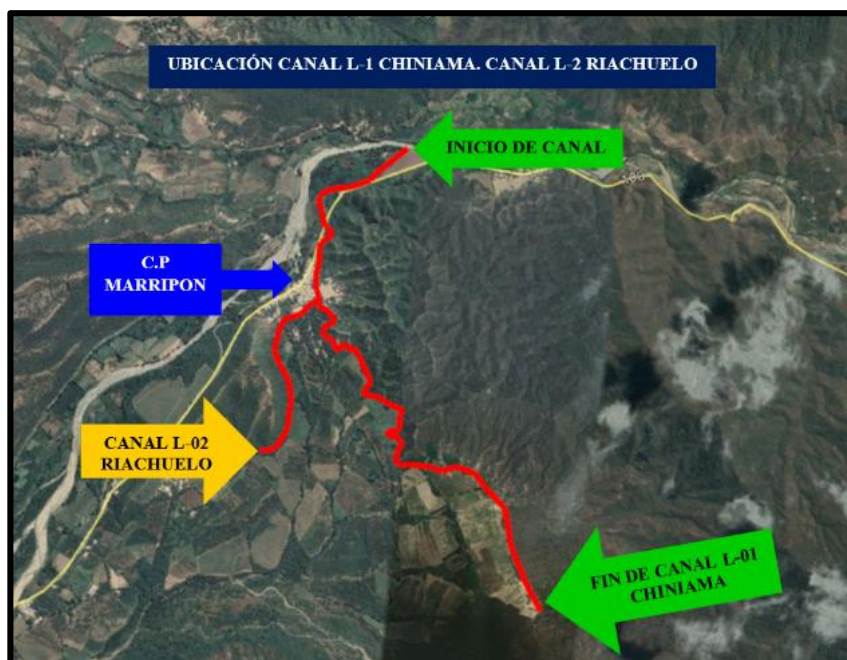 UBICACIÓN CANAL L-1 CHINIAMA. CANAL L-2 RIACHUELO
INICIO DE CANAL
C.P
MARRIPON
CANAL L-02
RIACHUELO
FIN DE CANAL L-01
CHINIAMA